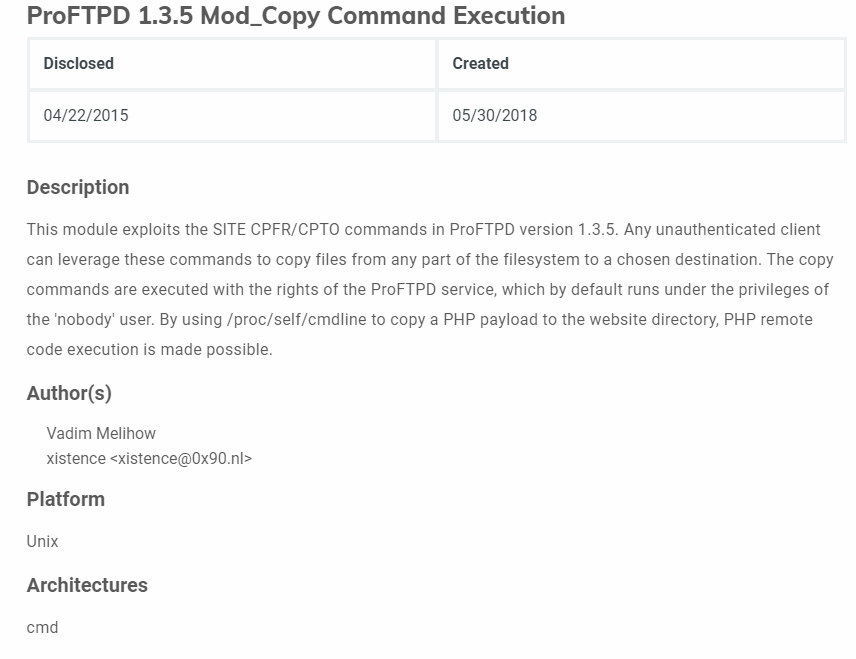 ProFTPD 1.3.5 Mod_Copy Command Execution
Disclosed Created
04/22/2015 05/30/2018
Description
This module exploits the SITE CPFR/CPTO commands in ProFTPD version 1.3.5. Any unauthenticated client
can leverage these commands to copy files from any part of the filesystem to a chosen destination. The copy
commands are executed with the rights of the ProFTPD service, which by default runs under the privileges of
the 'nobody' user. By using /proc/self/cmdline to copy a PHP payload to the website directory, PHP remote
code execution is made possible.
Author(s)
Vadim Melihow
xistence <xistence@0x90.nl>
Platform
Unix
Architectures
cmd